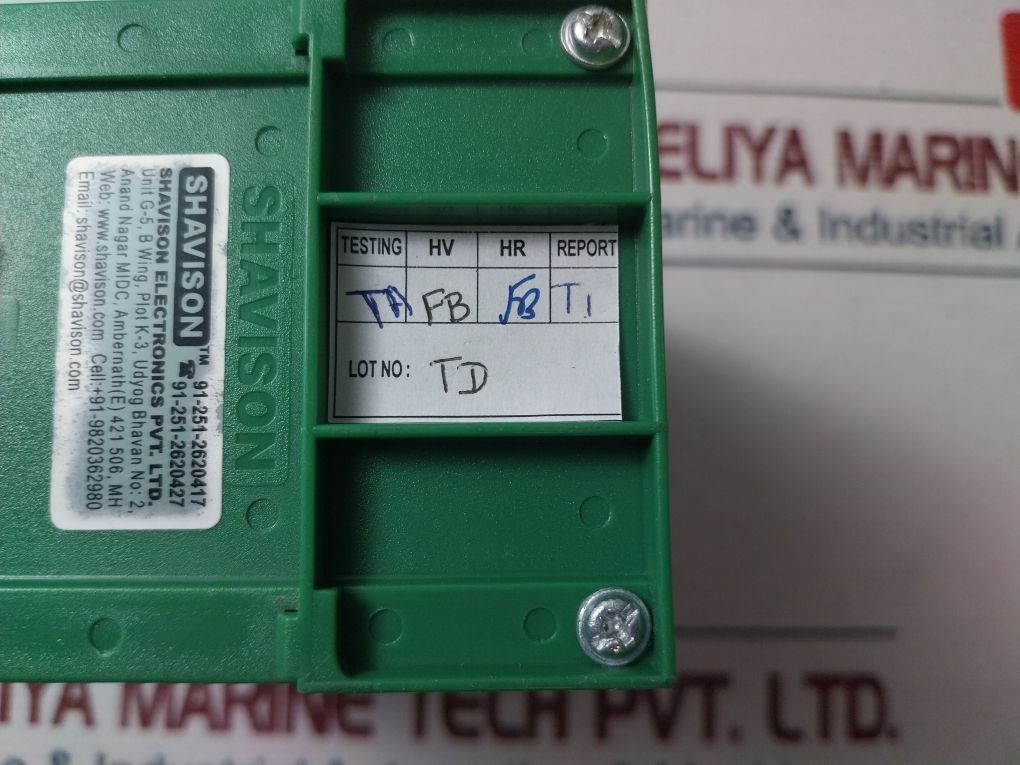 SHAVISON™
91-251-2620417
☎ 91-251-2620427
SHAVISON ELECTRONICS PVT. LTD.
Unit G-5, B Wing, Plot K-3, Udyog Bhavan No: 2,
Anand Nagar MIDC, Ambernath(E) 421 506, MH
Web: www.shavison.com Cell:+91-9820362980
Email: shavison@shavison.com
SHAVISON
TESTING HV HR REPORT
TA FB FB T1
LOT NO: TD
ELIYA MARIN
arine & Industrial A
IYA MARINE TECH PVT. LTD.